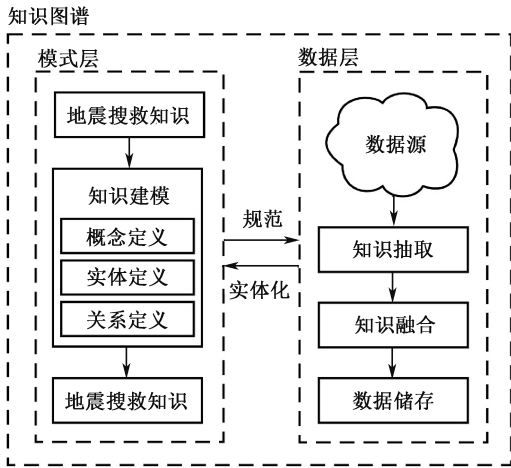 知识图谱
模式层
地震搜救知识
知识建模
概念定义
实体定义
关系定义
地震搜救知识
规范
实体化
数据层
数据源
知识抽取
知识融合
数据储存